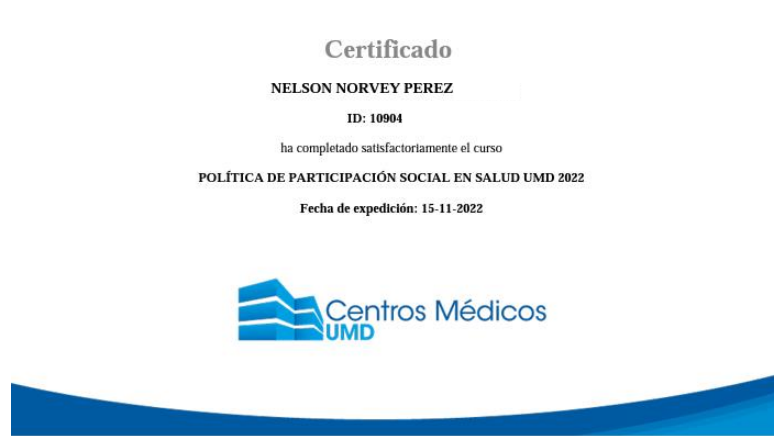 Certificado
NELSON NORVEY PEREZ
ID: 10904
ha completado satisfactoriamente el curso
POLÍTICA DE PARTICIPACIÓN SOCIAL EN SALUD UMD 2022
Fecha de expedición: 15-11-2022
Centros Médicos
UMD